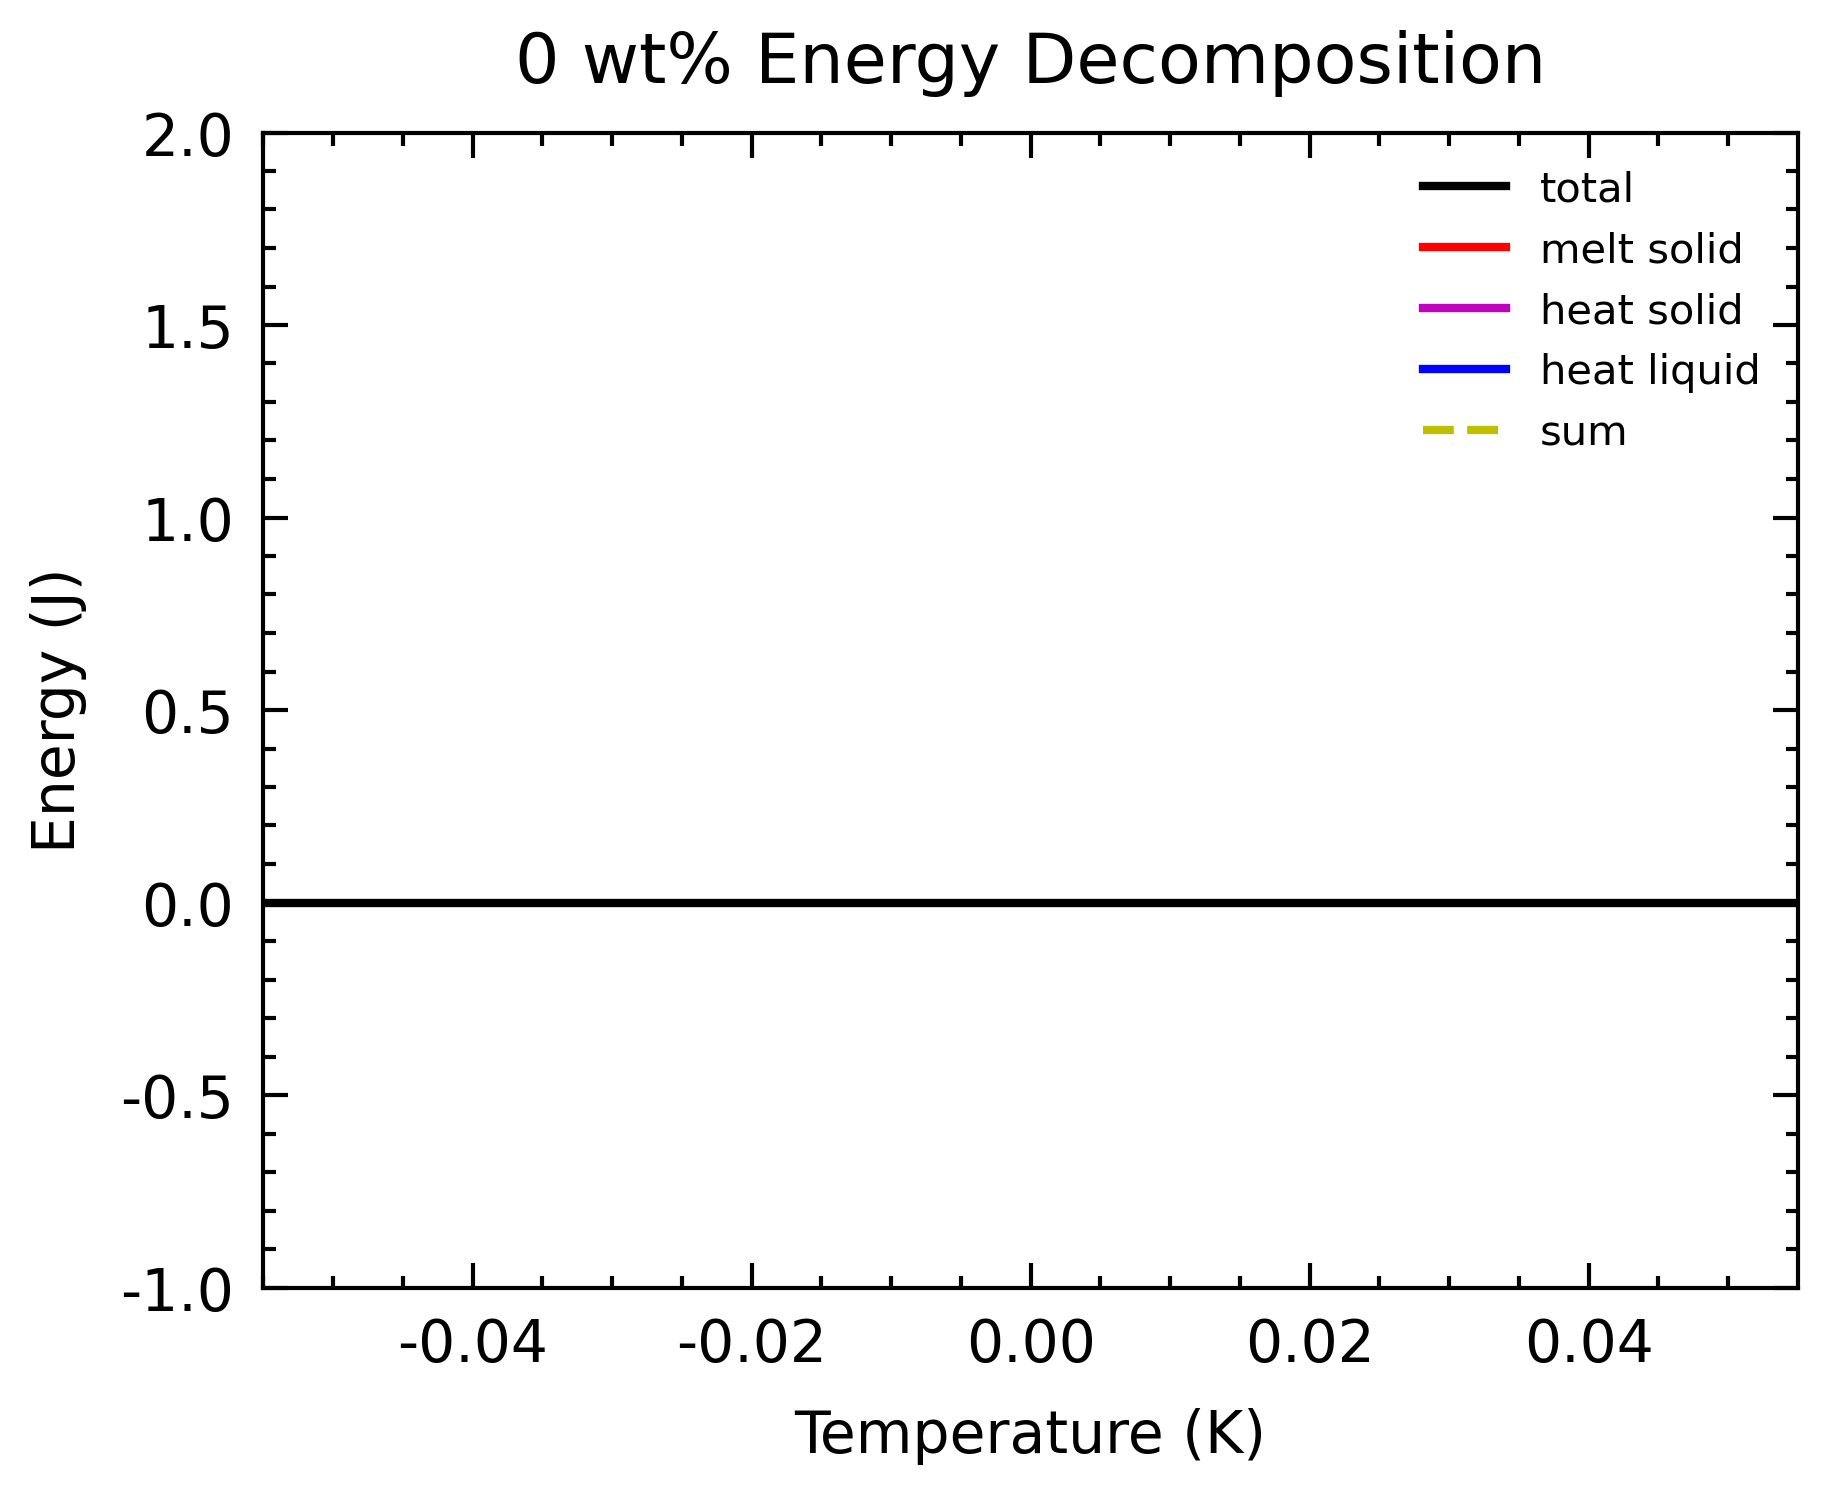 0 wt% Energy Decomposition
2.0
1.5
1.0
0.5
0.0
-0.5
-1.0
Energy (J)
total
melt solid
heat solid
heat liquid
sum
-0.04 -0.02 0.00 0.02 0.04
Temperature (K)